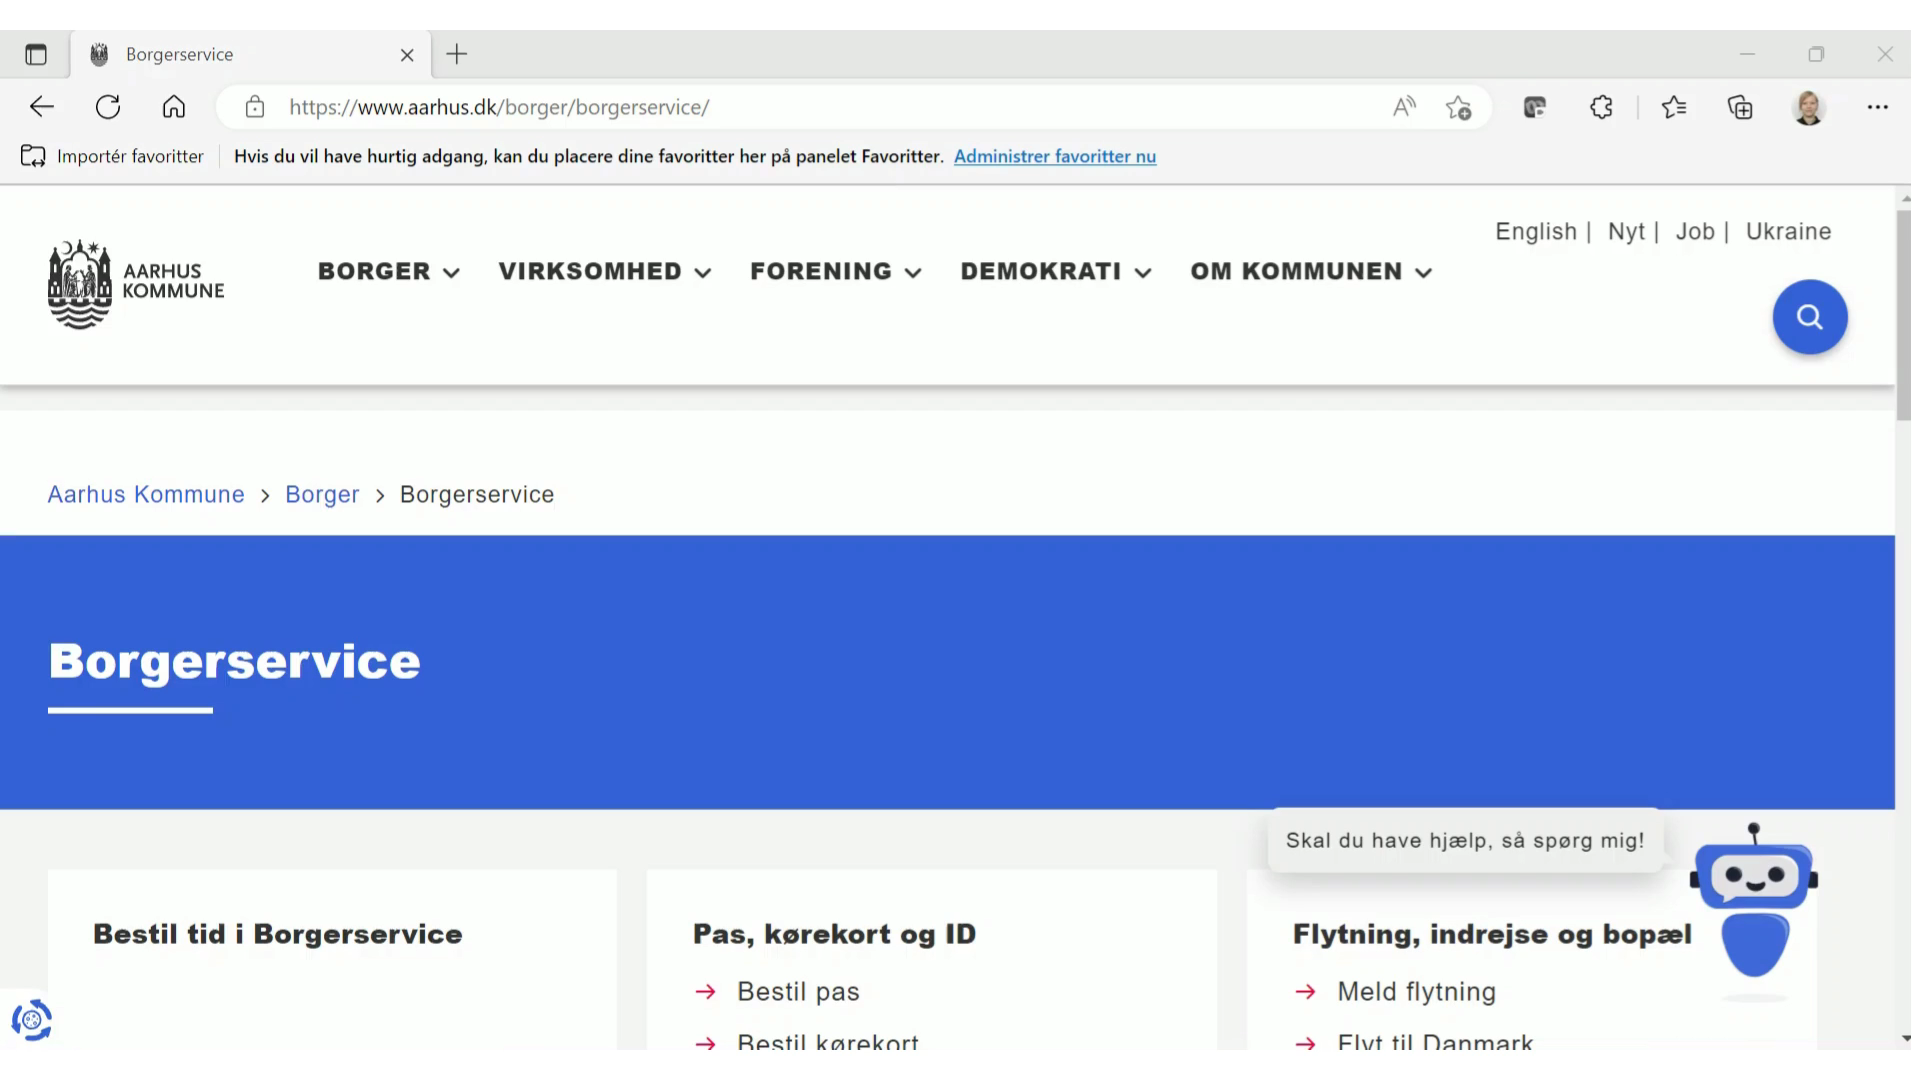 Borgerservice
https://www.aarhus.dk/borger/borgerservice/
Importér favoritter
Hvis du vil have hurtig adgang, kan du placere dine favoritter her på panelet Favoritter. Administrer favoritter nu
English | Nyt | Job | Ukraine
AARHUS
KOMMUNE
BORGER VIRKSOMHED FORENING DEMOKRATI OM KOMMUNEN
Aarhus Kommune > Borger > Borgerservice
Borgerservice
Skal du have hjælp, så spørg mig!
Bestil tid i Borgerservice
Pas, kørekort og ID
→ Bestil pas
→ Bestil kørekort
Flytning, indrejse og bopæl
→ Meld flytning
→ Flyt til Danmark